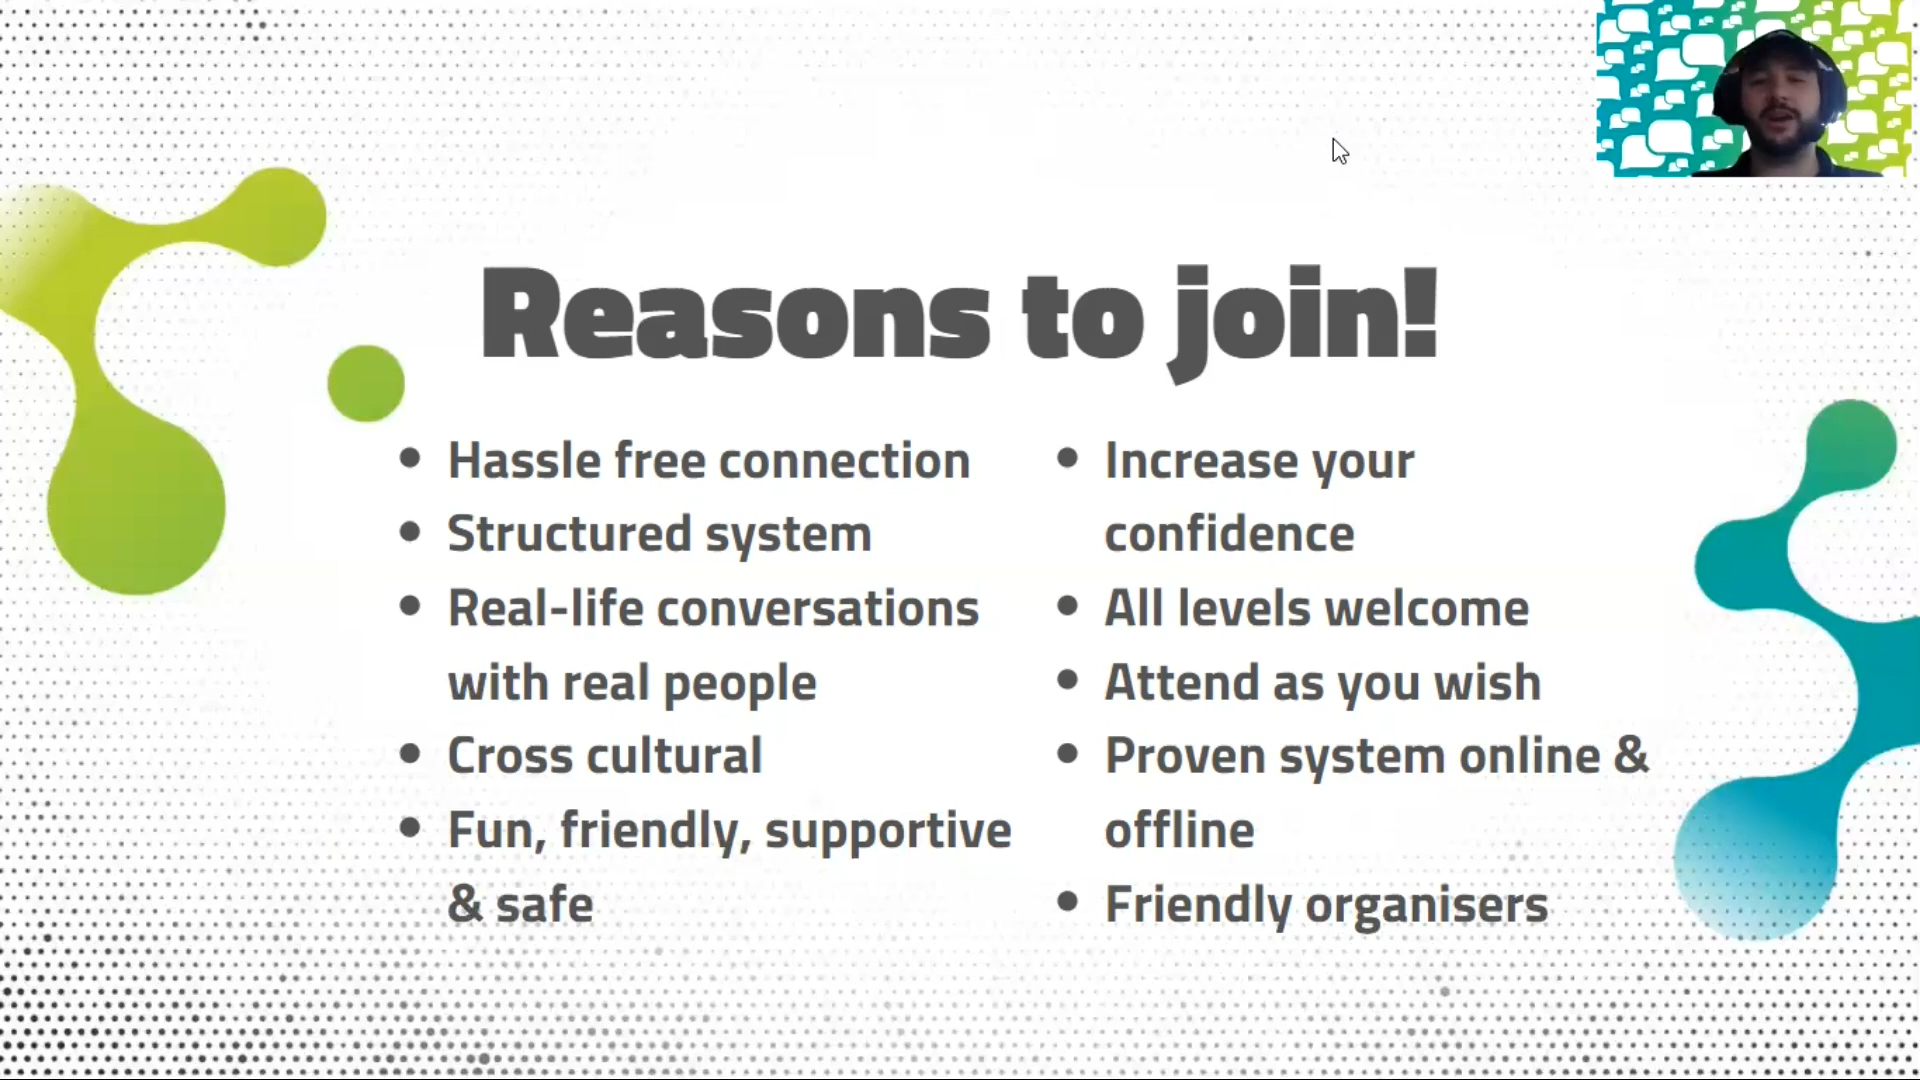 Reasons to join!
• Hassle free connection
• Structured system
• Real-life conversations
with real people
• Cross cultural
• Fun, friendly, supportive
& safe
• Increase your
confidence
• All levels welcome
• Attend as you wish
• Proven system online &
offline
• Friendly organisers